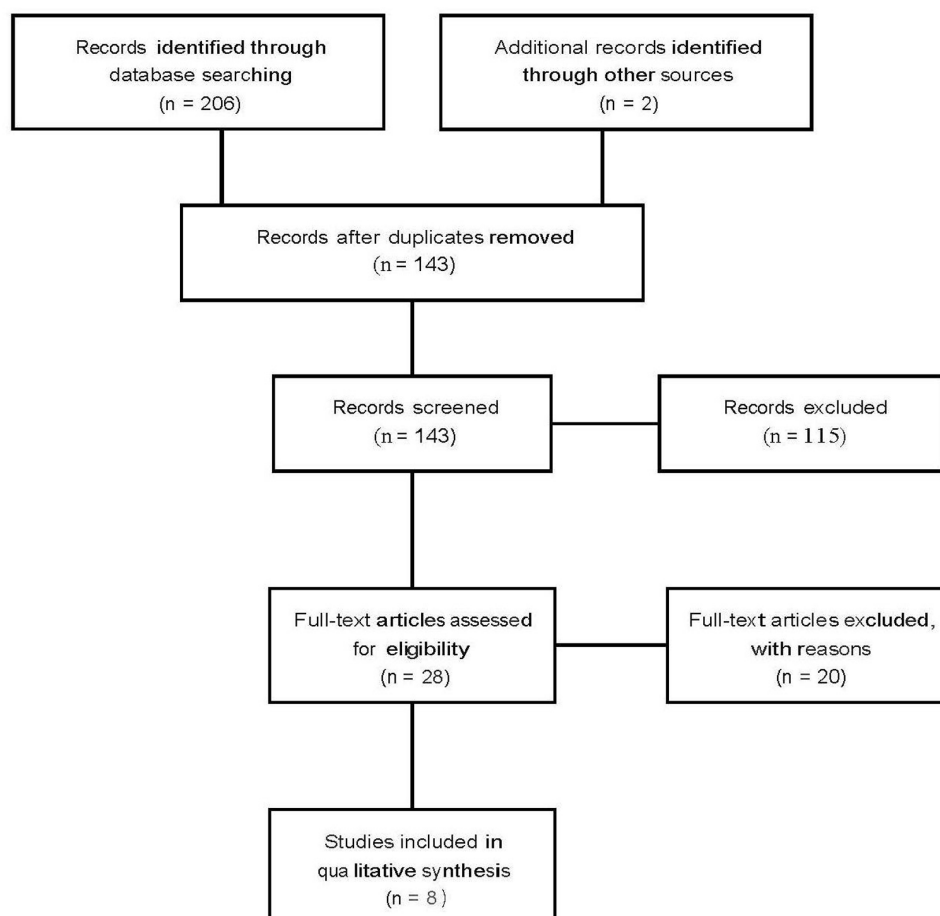 Records identified through
database searching
(n = 206)
Additional records identified
through other sources
(n = 2)
Records after duplicates removed
(n = 143)
Records screened
(n = 143)
Records excluded
(n = 115)
Full-text articles assessed
for eligibility
(n = 28)
Full-text articles excluded,
with reasons
(n = 20)
Studies included in
qua litative synthesis
(n = 8)